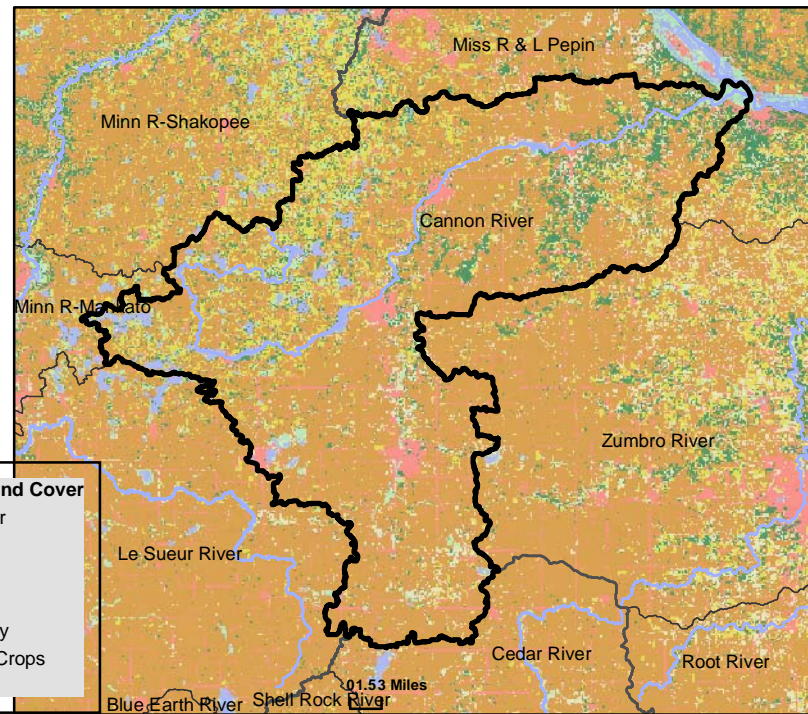 Miss R & L Pepin
Minn R-Shakopee
Cannon River
Minn R-Mankato
Zumbro River
nd Cover
r
Le Sueur River
y
Crops
Cedar River
Root River
01.53 Miles
Blue Earth River
Shell Rock River